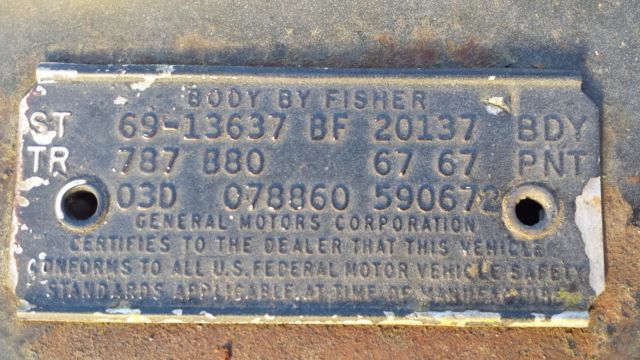 BODY BY FISHER
ST 69-13637 BF 20137 BDY
TR 787 B80 67 67 PNT
03D 078860 590672
GENERAL MOTORS CORPORATION
CERTIFIES TO THE DEALER THAT THIS VEHICLE
CONFORMS TO ALL U.S. FEDERAL MOTOR VEHICLE SAFETY
STANDARDS APPLICABLE AT TIME OF MANUFACTURE